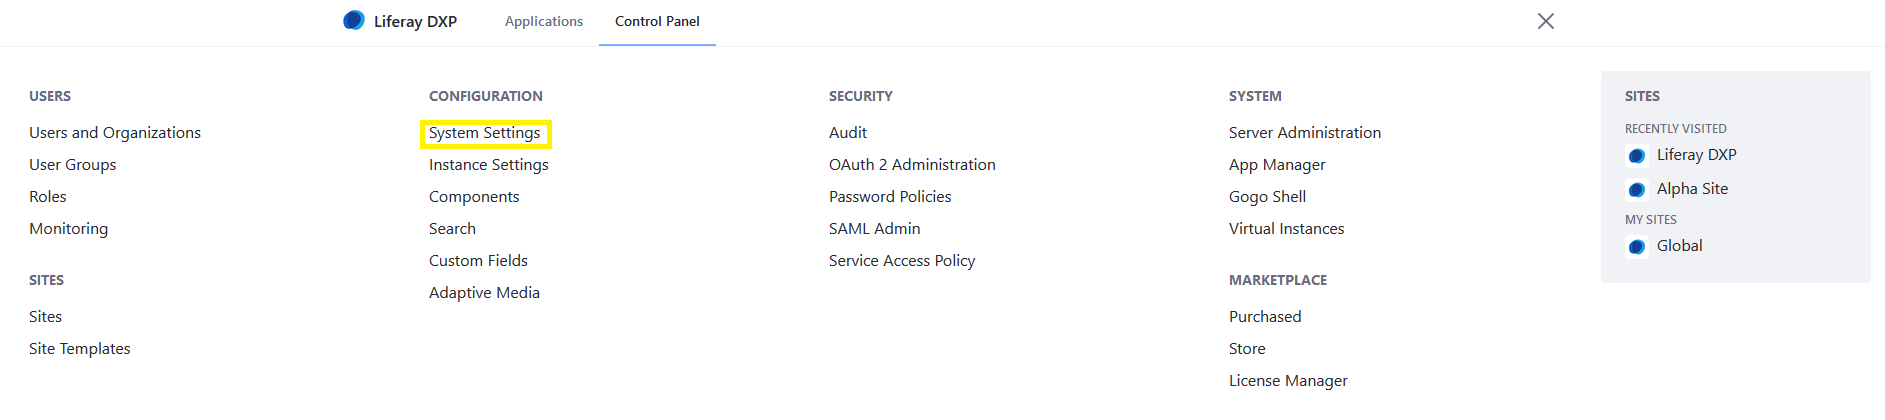 Liferay DXP
Applications
Control Panel
USERS
Users and Organizations
User Groups
Roles
Monitoring
SITES
Sites
Site Templates
CONFIGURATION
System Settings
Instance Settings
Components
Search
Custom Fields
Adaptive Media
SECURITY
Audit
OAuth 2 Administration
Password Policies
SAML Admin
Service Access Policy
SYSTEM
Server Administration
App Manager
Gogo Shell
Virtual Instances
MARKETPLACE
Purchased
Store
License Manager
SITES
RECENTLY VISITED
Liferay DXP
Alpha Site
MY SITES
Global